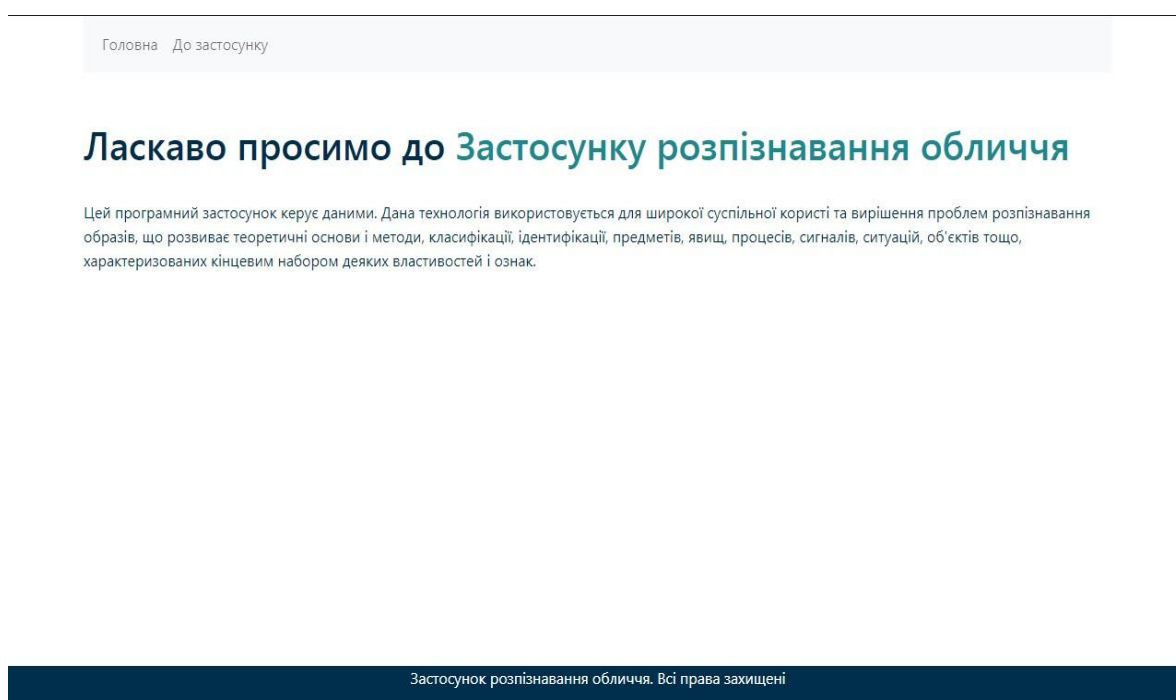 Головна До застосунку
Ласкаво просимо до Застосунку розпізнавання обличчя
Цей програмний застосунок керує даними. Дана технологія використовується для широкої суспільної користі та вирішення проблем розпізнавання
образів, що розвиває теоретичні основи і методи, класифікації, ідентифікації, предметів, явищ, процесів, сигналів, ситуацій, об'єктів тощо,
характеризованих кінцевим набором деяких властивостей і ознак.
Застосунок розпізнавання обличчя. Всі права захищені